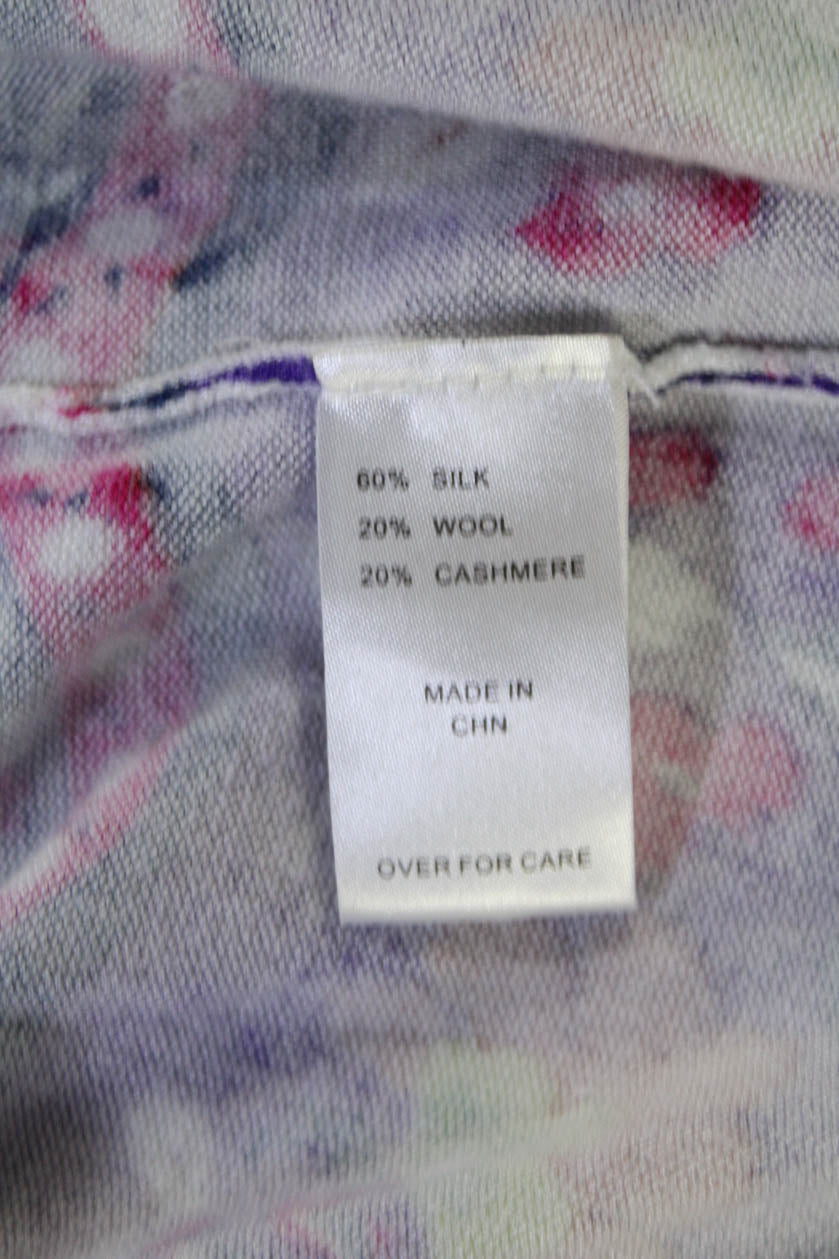 60% SILK
20% WOOL
20% CASHMERE
MADE IN
CHN
OVER FOR CARE